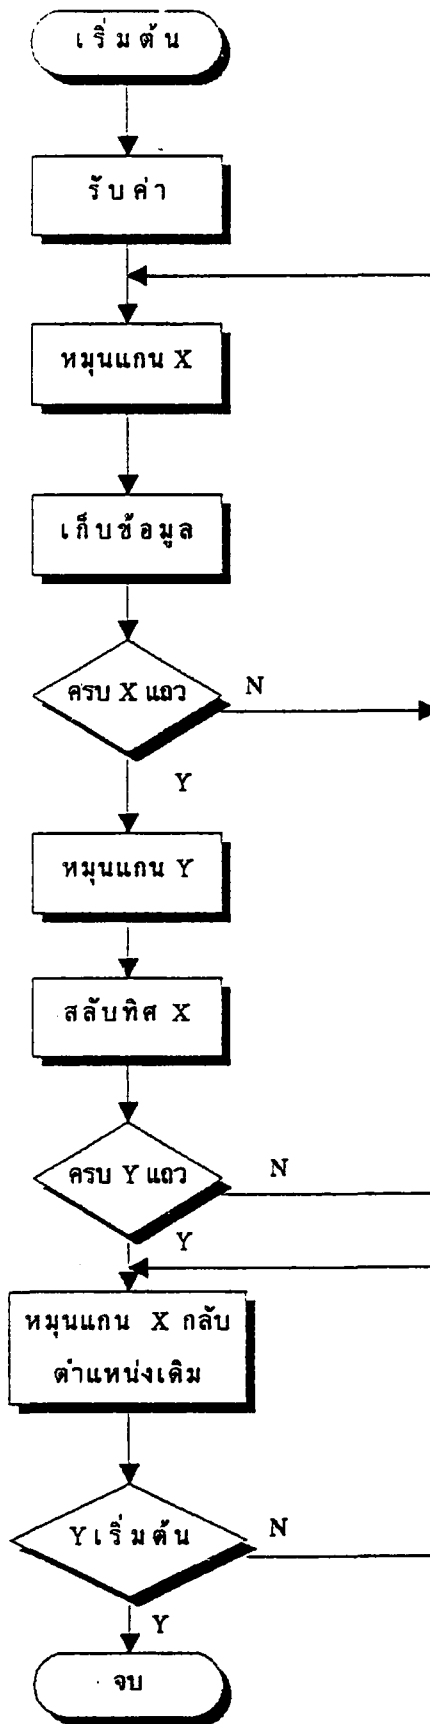 เริ่มต้น
รับค่า
หมุนแกน X
เก็บข้อมูล
ครบ X แถว
N
Y
หมุนแกน Y
สลับทิศ X
ครบ Y แถว
N
Y
หมุนแกน X กลับ
ตำแหน่งเดิม
Y เริ่มต้น
N
Y
จบ